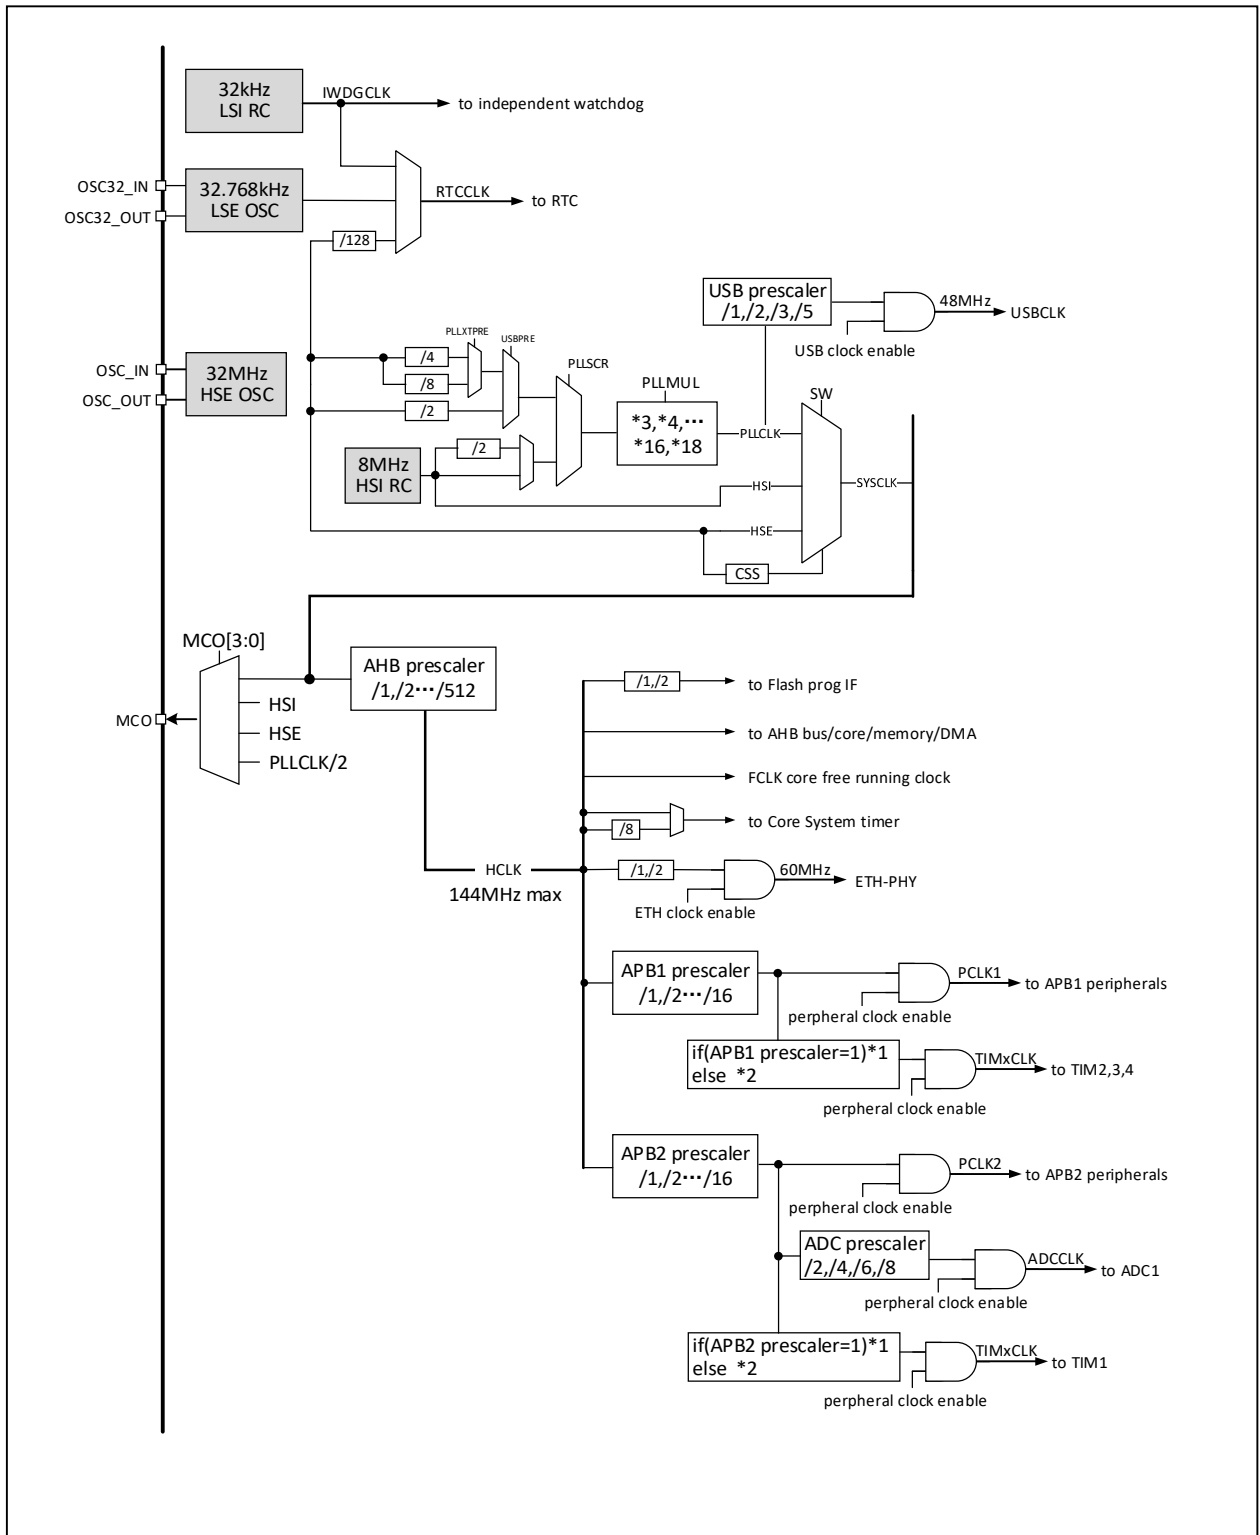 32kHz
LSI RC
IWDGCLK
to independent watchdog
OSC32_IN
OSC32_OUT
32.768kHz
LSE OSC
RTCCLK
to RTC
/128
USB prescaler
/1,/2,/3,/5
48MHz
USBCLK
USB clock enable
PLLXTPRE
USBPRE
/4
/8
/2
PLLSCR
OSC_IN
OSC_OUT
32MHz
HSE OSC
PLLMUL
*3,*4,···
*16,*18
PLLCLK
SW
/2
8MHz
HSI RC
HSI
SYSCLK
HSE
CSS
MCO[3:0]
AHB prescaler
/1,/2···/512
HSI
MCO
HSE
PLLCLK/2
/1,/2
to Flash prog IF
to AHB bus/core/memory/DMA
FCLK core free running clock
/8
to Core System timer
HCLK
144MHz max
/1,/2
60MHz
ETH-PHY
ETH clock enable
APB1 prescaler
/1,/2···/16
PCLK1
to APB1 peripherals
perpheral clock enable
if(APB1 prescaler=1)*1
else  *2
TIMxCLK
to TIM2,3,4
perpheral clock enable
APB2 prescaler
/1,/2···/16
PCLK2
to APB2 peripherals
perpheral clock enable
ADC prescaler
/2,/4,/6,/8
ADCCLK
to ADC1
perpheral clock enable
if(APB2 prescaler=1)*1
else  *2
TIMxCLK
to TIM1
perpheral clock enable